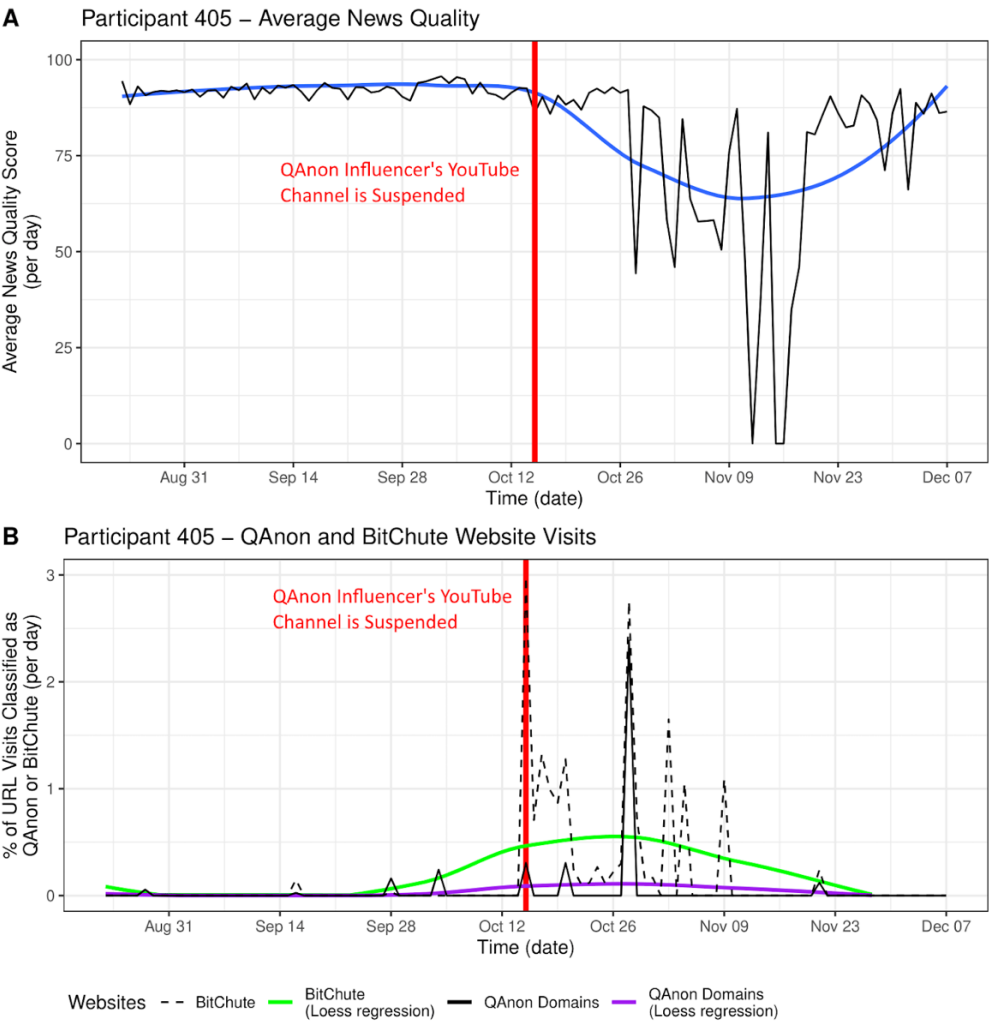 A
Participant 405 – Average News Quality
Average News Quality Score
(per day)
100
75
50
25
0
QAnon Influencer's YouTube
Channel is Suspended
Aug 31
Sep 14
Sep 28
Oct 12
Oct 26
Nov 09
Nov 23
Dec 07
Time (date)
B
Participant 405 – QAnon and BitChute Website Visits
% of URL Visits Classified as
QAnon or BitChute (per day)
3
2
1
0
QAnon Influencer's YouTube
Channel is Suspended
Aug 31
Sep 14
Sep 28
Oct 12
Oct 26
Nov 09
Nov 23
Dec 07
Time (date)
Websites
BitChute
BitChute
(Loess regression)
QAnon Domains
QAnon Domains
(Loess regression)